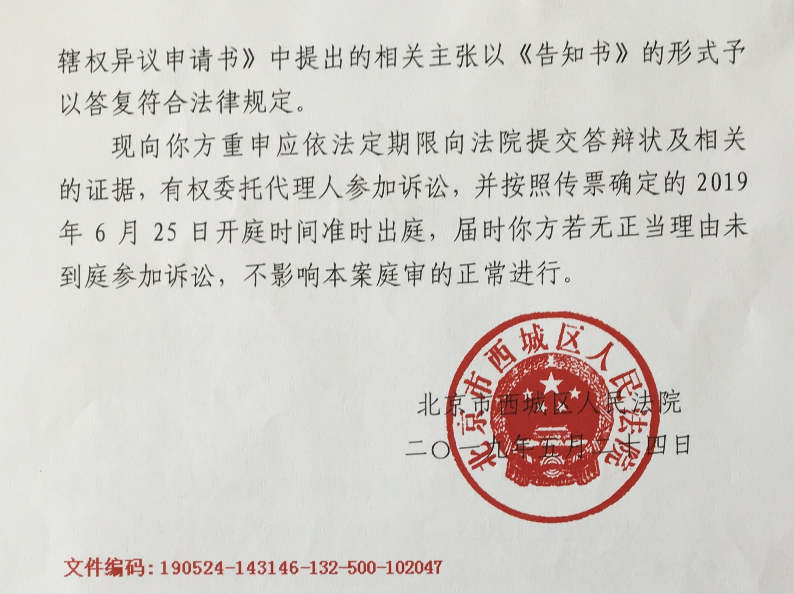 辖权异议申请书》中提出的相关主张以《告知书》的形式予
以答复符合法律规定。
现向你方重申应依法定期限向法院提交答辩状及相关
的证据，有权委托代理人参加诉讼，并按照传票确定的 2019
年 6 月 25 日开庭时间准时出庭，届时你方若无正当理由未
到庭参加诉讼，不影响本案庭审的正常进行。
北京市西城区人民法院
北京市西城区人民法院
二〇一九年五月二十四日
文件编码：190524-143146-132-500-102047